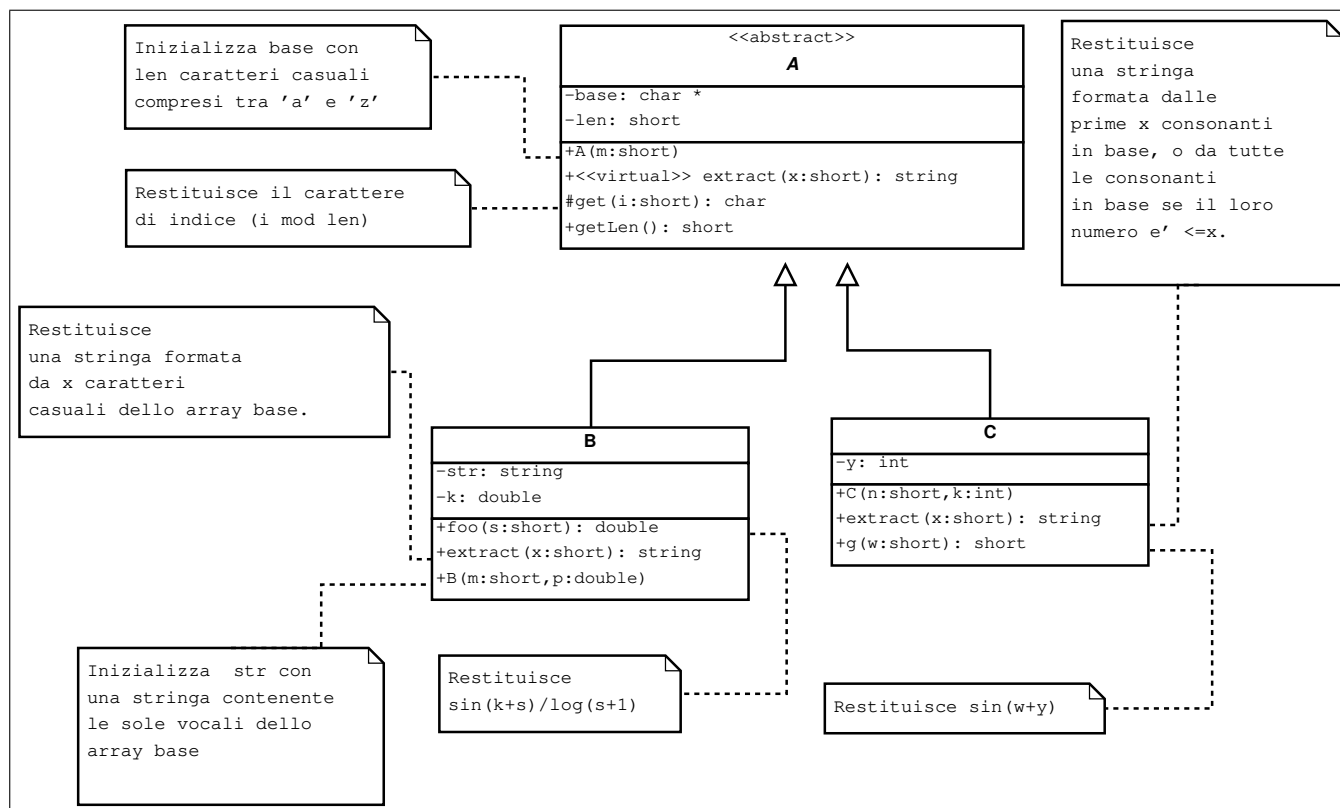 Inizializza base con
len caratteri casuali
compresi tra 'a' e 'z'
Restituisce il carattere
di indice (i mod len)
<<abstract>>
A
-base: char *
-len: short
+A(m:short)
+<<virtual>> extract(x:short): string
#get(i:short): char
+getLen(): short
Restituisce
una stringa
formata dalle
prime x consonanti
in base, o da tutte
le consonanti
in base se il loro
numero e' <=x.
Restituisce
una stringa formata
da x caratteri
casuali dello array base.
B
-str: string
-k: double
+foo(s:short): double
+extract(x:short): string
+B(m:short,p:double)
C
-y: int
+C(n:short,k:int)
+extract(x:short): string
+g(w:short): short
Inizializza  str con
una stringa contenente
le sole vocali dello
array base
Restituisce
sin(k+s)/log(s+1)
Restituisce sin(w+y)